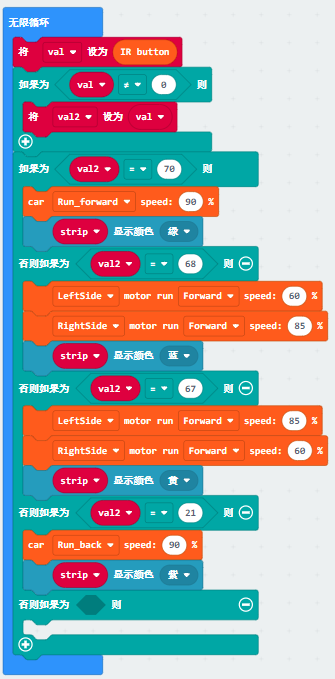 无限循环
将 val 设为 IR button
如果为 val ≠ 0 则
将 val2 设为 val
如果为 val2 = 70 则
car Run_forward speed: 90 %
strip 显示颜色 绿
否则如果为 val2 = 68 则
LeftSide motor run Forward speed: 60 %
RightSide motor run Forward speed: 85 %
strip 显示颜色 蓝
否则如果为 val2 = 67 则
LeftSide motor run Forward speed: 85 %
RightSide motor run Forward speed: 60 %
strip 显示颜色 黄
否则如果为 val2 = 21 则
car Run_back speed: 90 %
strip 显示颜色 紫
否则如果为 则